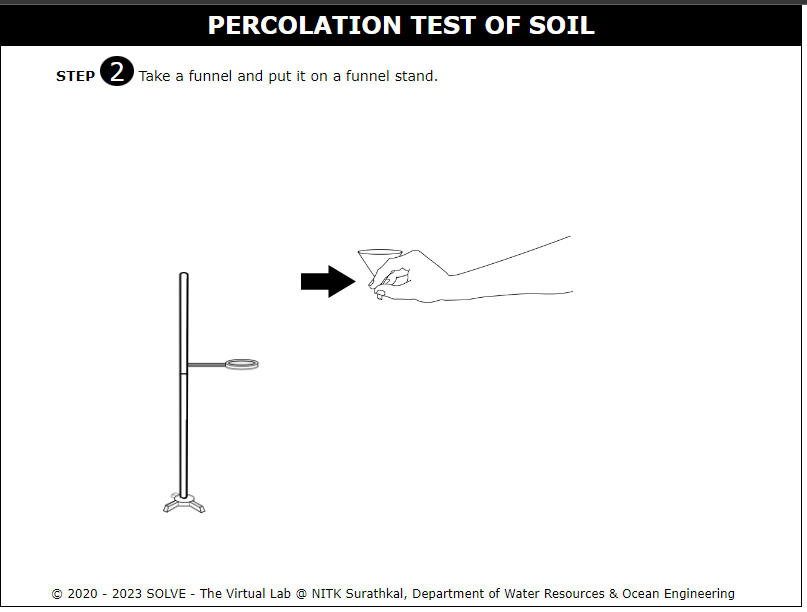 PERCOLATION TEST OF SOIL
STEP 2 Take a funnel and put it on a funnel stand.
© 2020 - 2023 SOLVE - The Virtual Lab @ NITK Surathkal, Department of Water Resources & Ocean Engineering